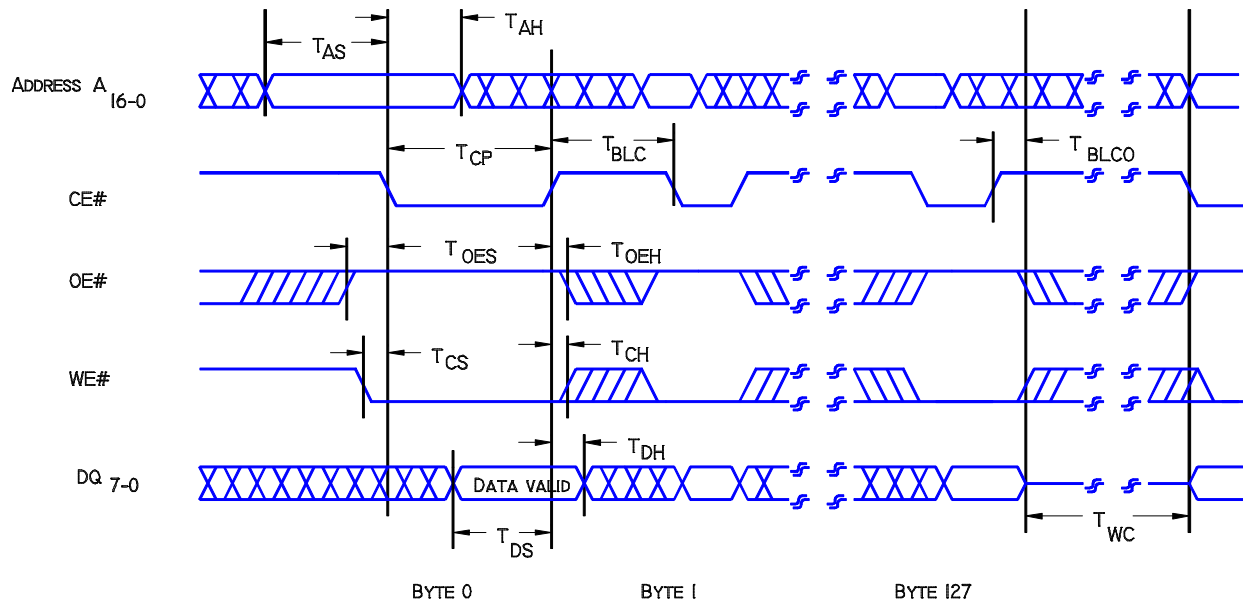 TAH
TAS
ADDRESS A16-0
TCP
TBLC
TBLCO
CE#
TOES
TOEH
OE#
TCS
TCH
WE#
TDH
DQ 7-0
DATA VALID
TDS
TWC
BYTE 0
BYTE 1
BYTE 127